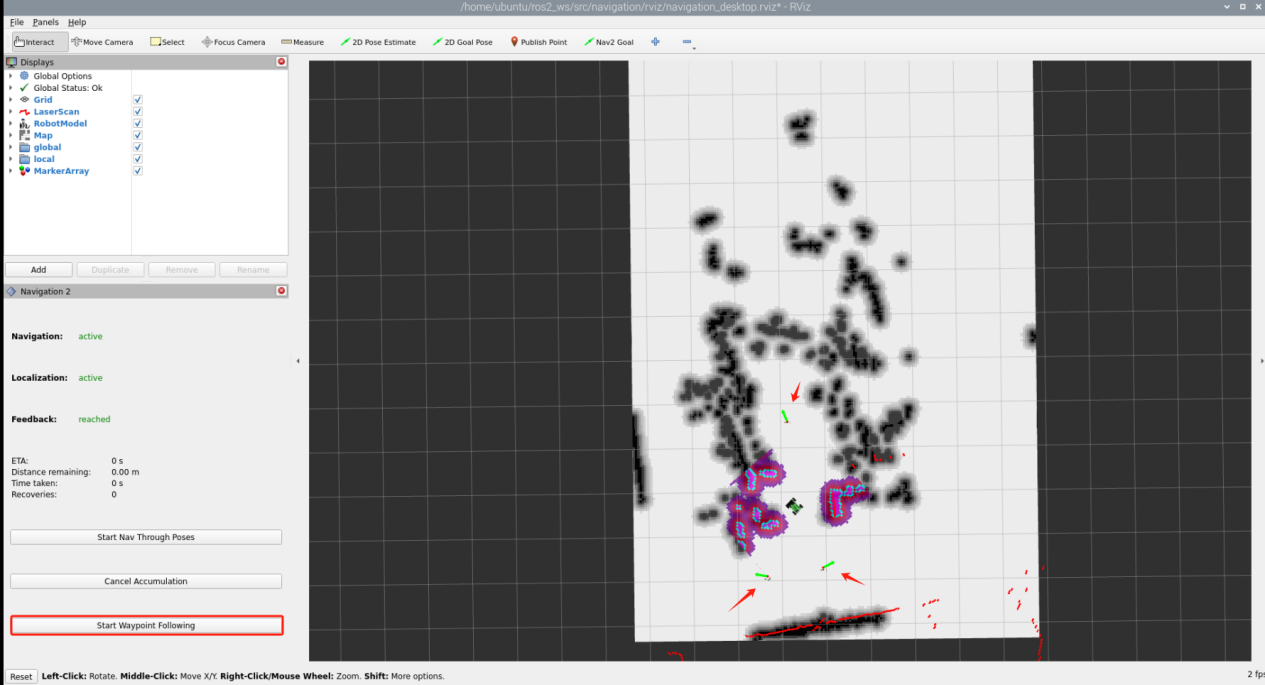 /home/ubuntu/ros2_ws/src/navigation/rviz/navigation_desktop.rviz* - RViz
File Panels Help
Interact Move Camera Select Focus Camera Measure 2D Pose Estimate 2D Goal Pose Publish Point Nav2 Goal
Displays
Global Options
Global Status: Ok
Grid
LaserScan
RobotModel
Map
global
local
MarkerArray
Add Duplicate Remove Rename
Navigation 2
Navigation: active
Localization: active
Feedback: reached
ETA: 0 s
Distance remaining: 0.00 m
Time taken: 0 s
Recoveries: 0
Start Nav Through Poses
Cancel Accumulation
Start Waypoint Following
Reset Left-Click: Rotate. Middle-Click: Move X/Y. Right-Click/Mouse Wheel: Zoom. Shift: More options. 2 fps